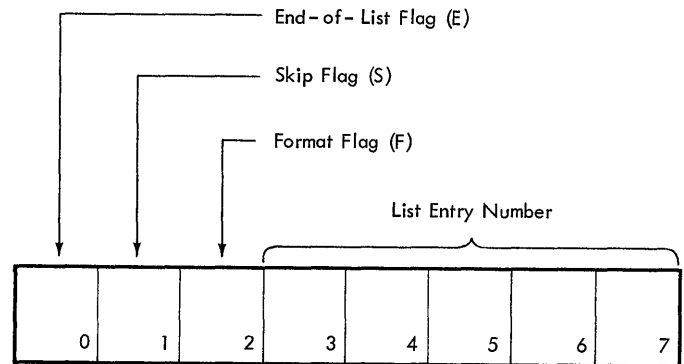 End-of-List Flag (E)
Skip Flag (S)
Format Flag (F)
List Entry Number
0 1 2 3 4 5 6 7